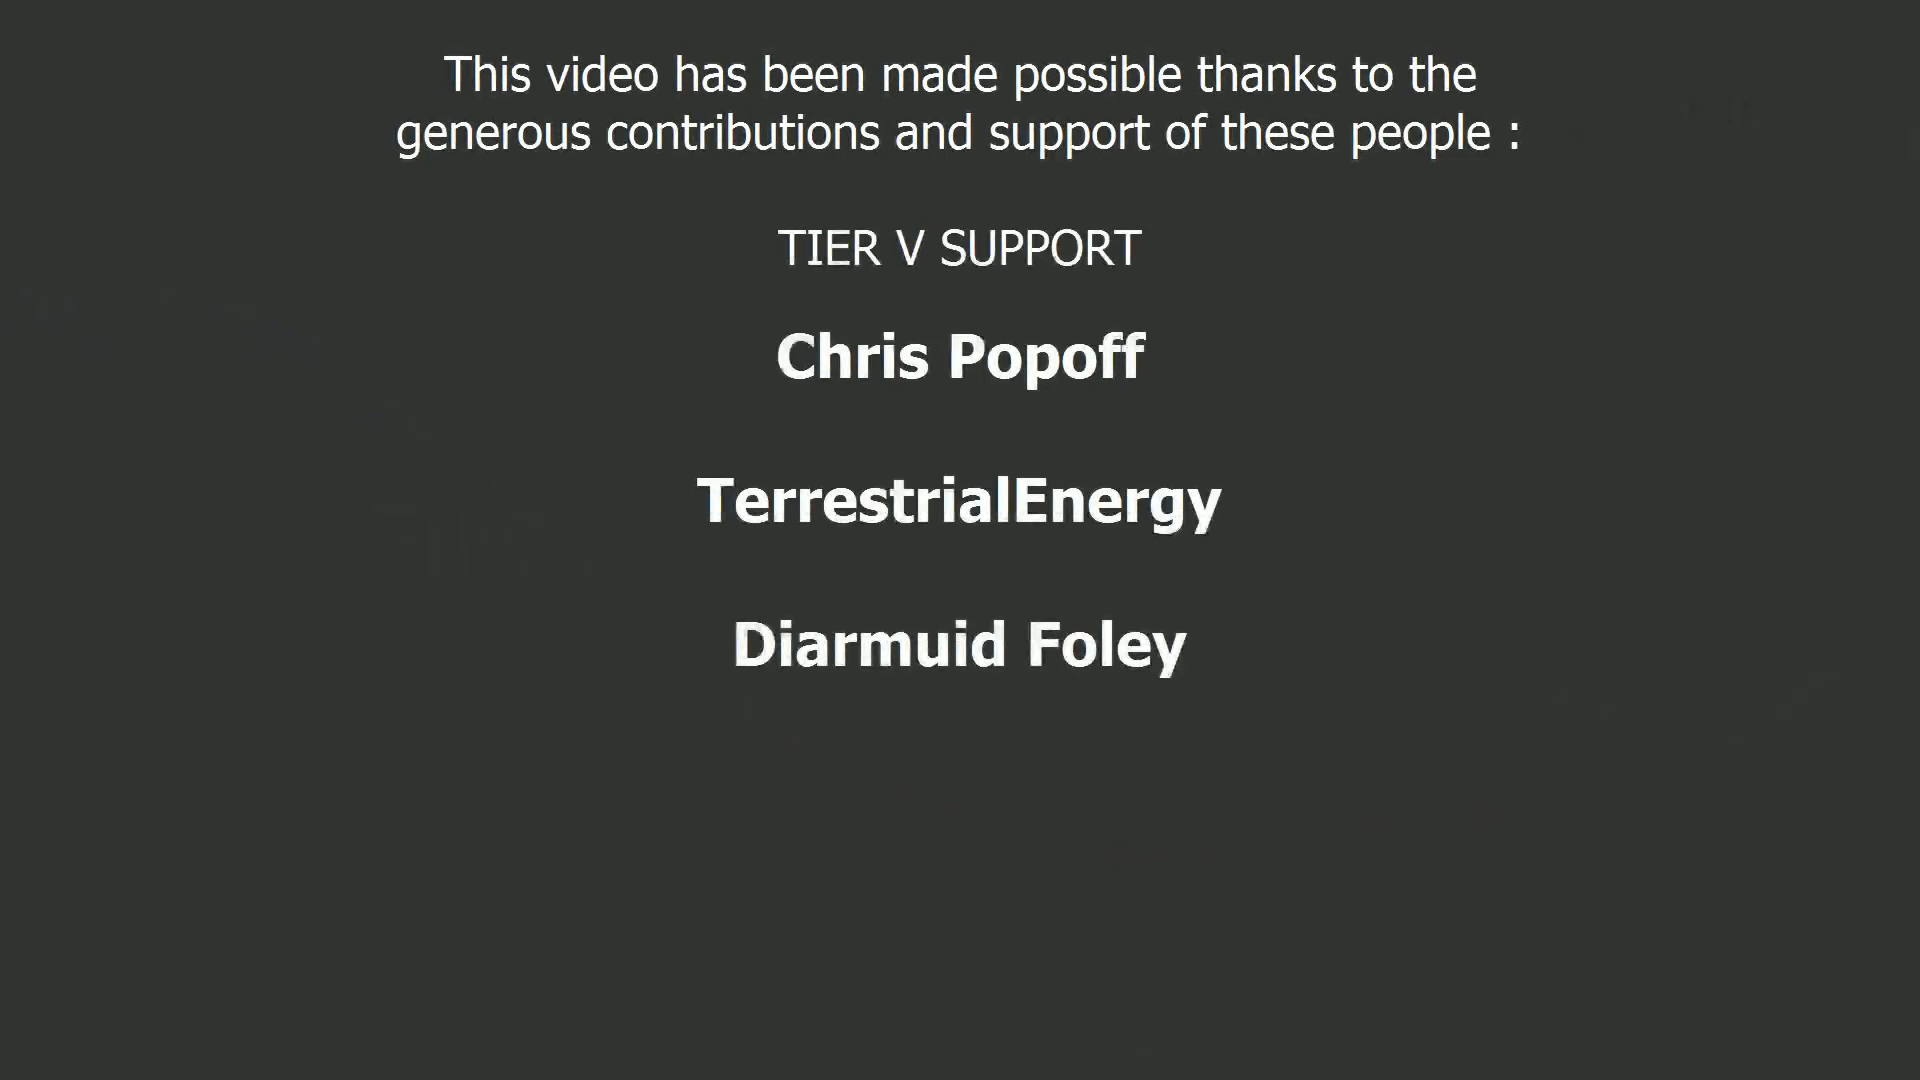 This video has been made possible thanks to the
generous contributions and support of these people :
TIER V SUPPORT
Chris Popoff
TerrestrialEnergy
Diarmuid Foley